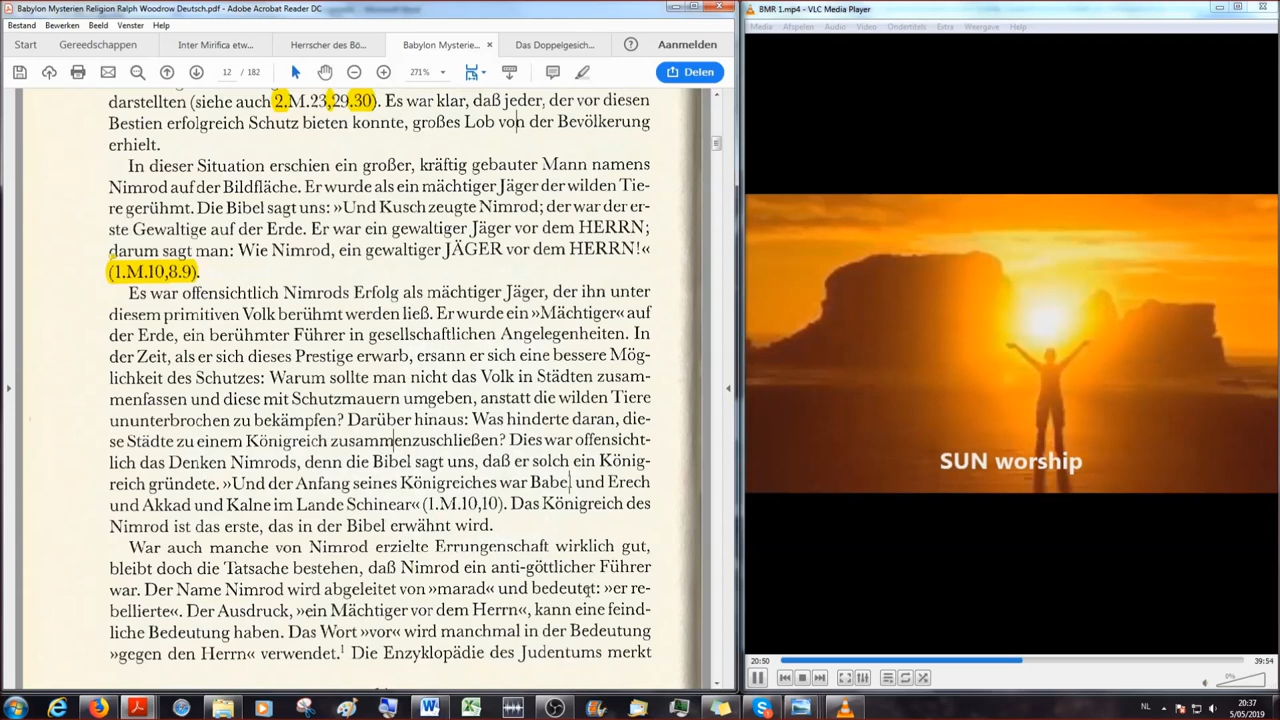 Babylon Mysterien Religion Ralph Woodrow Deutsch.pdf - Adobe Acrobat Reader DC
Bestand Bewerken Beeld Venster Help
Start Gereedschappen Inter Mirifica etw... Herrscher des Bö... Babylon Mysterie... × Das Doppelgesich... Aanmelden
12 / 182 271% Delen
darstellten (siehe auch 2.M.23,29.30). Es war klar, daß jeder, der vor diesen
Bestien erfolgreich Schutz bieten konnte, großes Lob von der Bevölkerung
erhielt.
In dieser Situation erschien ein großer, kräftig gebauter Mann namens
Nimrod auf der Bildfläche. Er wurde als ein mächtiger Jäger der wilden Tie-
re gerühmt. Die Bibel sagt uns: »Und Kusch zeugte Nimrod; der war der er-
ste Gewaltige auf der Erde. Er war ein gewaltiger Jäger vor dem HERRN;
darum sagt man: Wie Nimrod, ein gewaltiger JÄGER vor dem HERRN!«
(1.M.10,8.9).
Es war offensichtlich Nimrods Erfolg als mächtiger Jäger, der ihn unter
diesem primitiven Volk berühmt werden ließ. Er wurde ein »Mächtiger« auf
der Erde, ein berühmter Führer in gesellschaftlichen Angelegenheiten. In
der Zeit, als er sich dieses Prestige erwarb, ersann er sich eine bessere Mög-
lichkeit des Schutzes: Warum sollte man nicht das Volk in Städten zusam-
menfassen und diese mit Schutzmauern umgeben, anstatt die wilden Tiere
ununterbrochen zu bekämpfen? Darüber hinaus: Was hinderte daran, die-
se Städte zu einem Königreich zusammenzuschließen? Dies war offensicht-
lich das Denken Nimrods, denn die Bibel sagt uns, daß er solch ein König-
reich gründete. »Und der Anfang seines Königreiches war Babel und Erech
und Akkad und Kalne im Lande Schinear« (1.M.10,10). Das Königreich des
Nimrod ist das erste, das in der Bibel erwähnt wird.
War auch manche von Nimrod erzielte Errungenschaft wirklich gut,
bleibt doch die Tatsache bestehen, daß Nimrod ein anti-göttlicher Führer
war. Der Name Nimrod wird abgeleitet von »marad« und bedeutet: »er re-
bellierte«. Der Ausdruck, »ein Mächtiger vor dem Herrn«, kann eine feind-
liche Bedeutung haben. Das Wort »vor« wird manchmal in der Bedeutung
»gegen den Herrn« verwendet.¹ Die Enzyklopädie des Judentums merkt
BMR 1.mp4 - VLC Media Player
Media Afspelen Audio Video Ondertitels Extra Weergave Help
SUN worship
20:50 39:54
0%
NL 20:37
5/05/2019